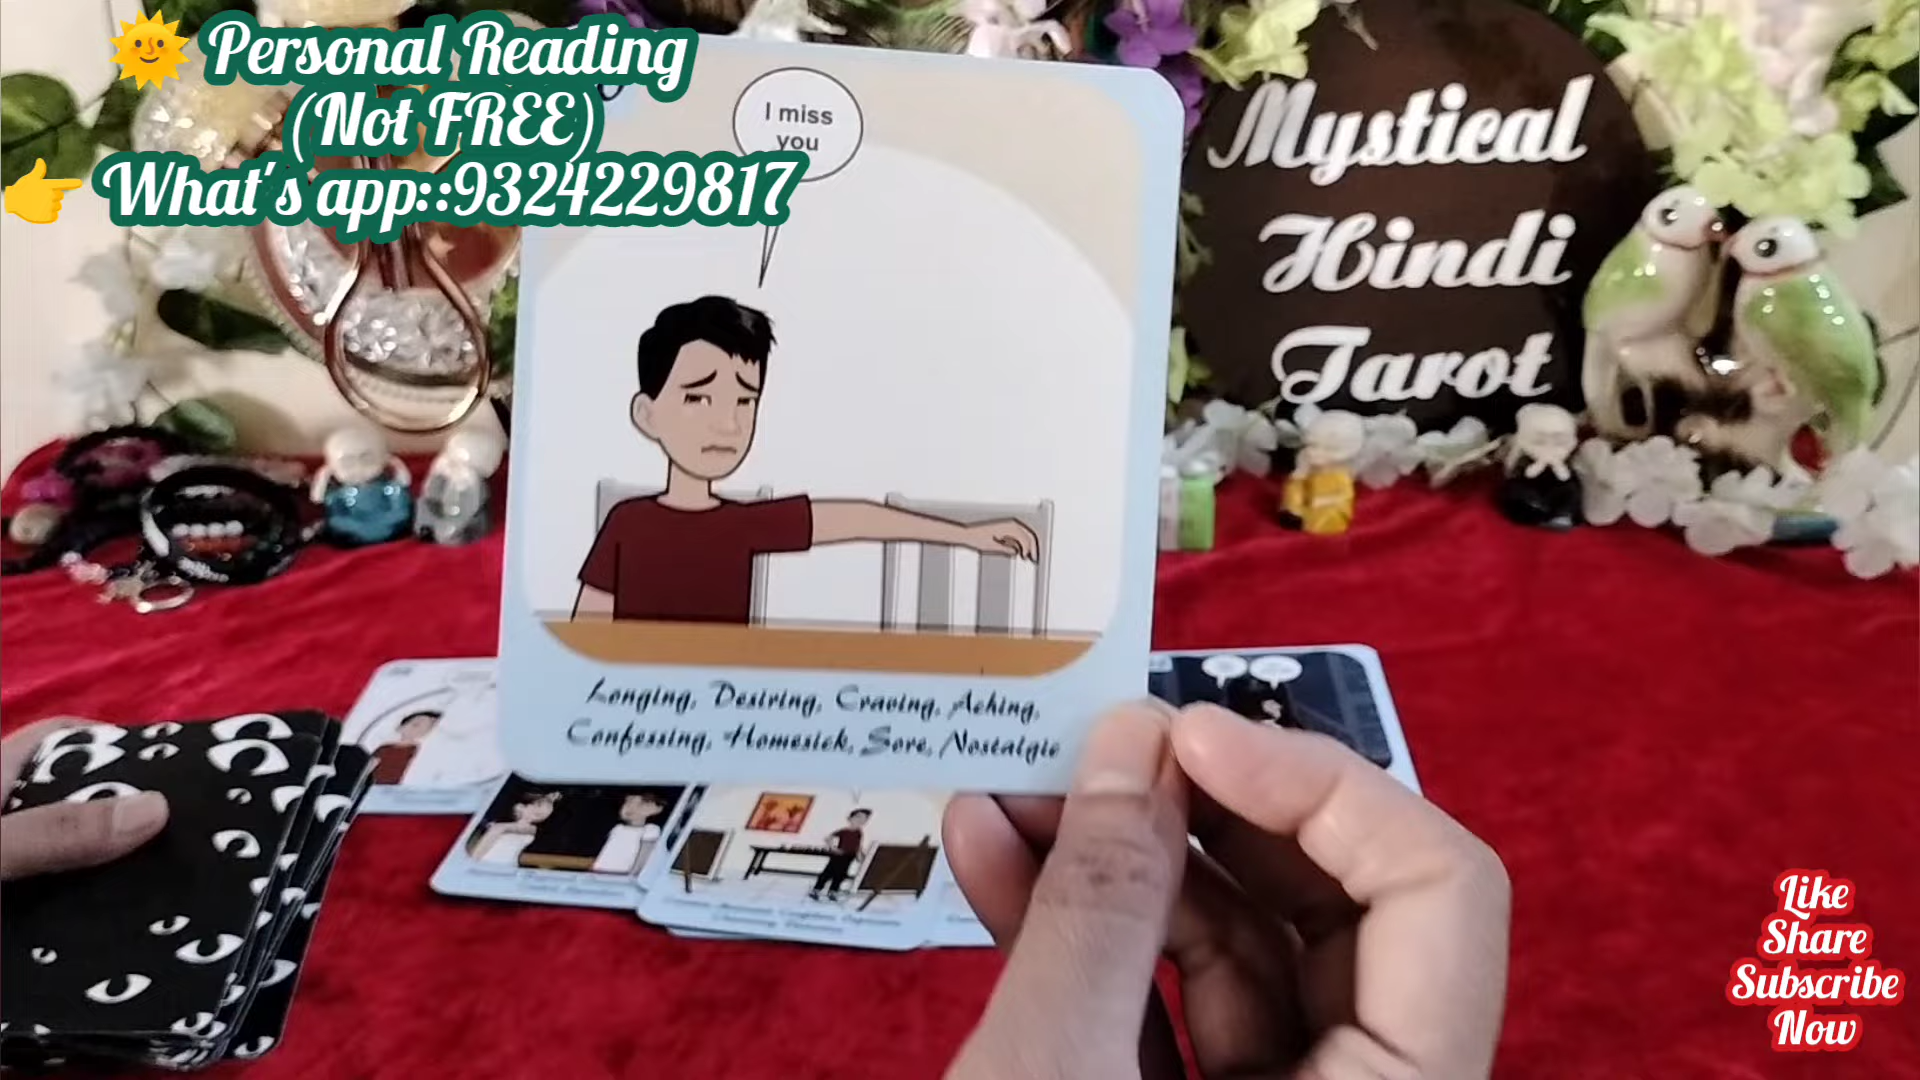 🌞 Personal Reading
(Not FREE)
👉 What's app::9324229817
I miss
you
Mystical
Hindi
Tarot
Longing, Desiring, Craving, Aching,
Confessing, Homesick, Sore, Nostalgic
Like
Share
Subscribe
Now